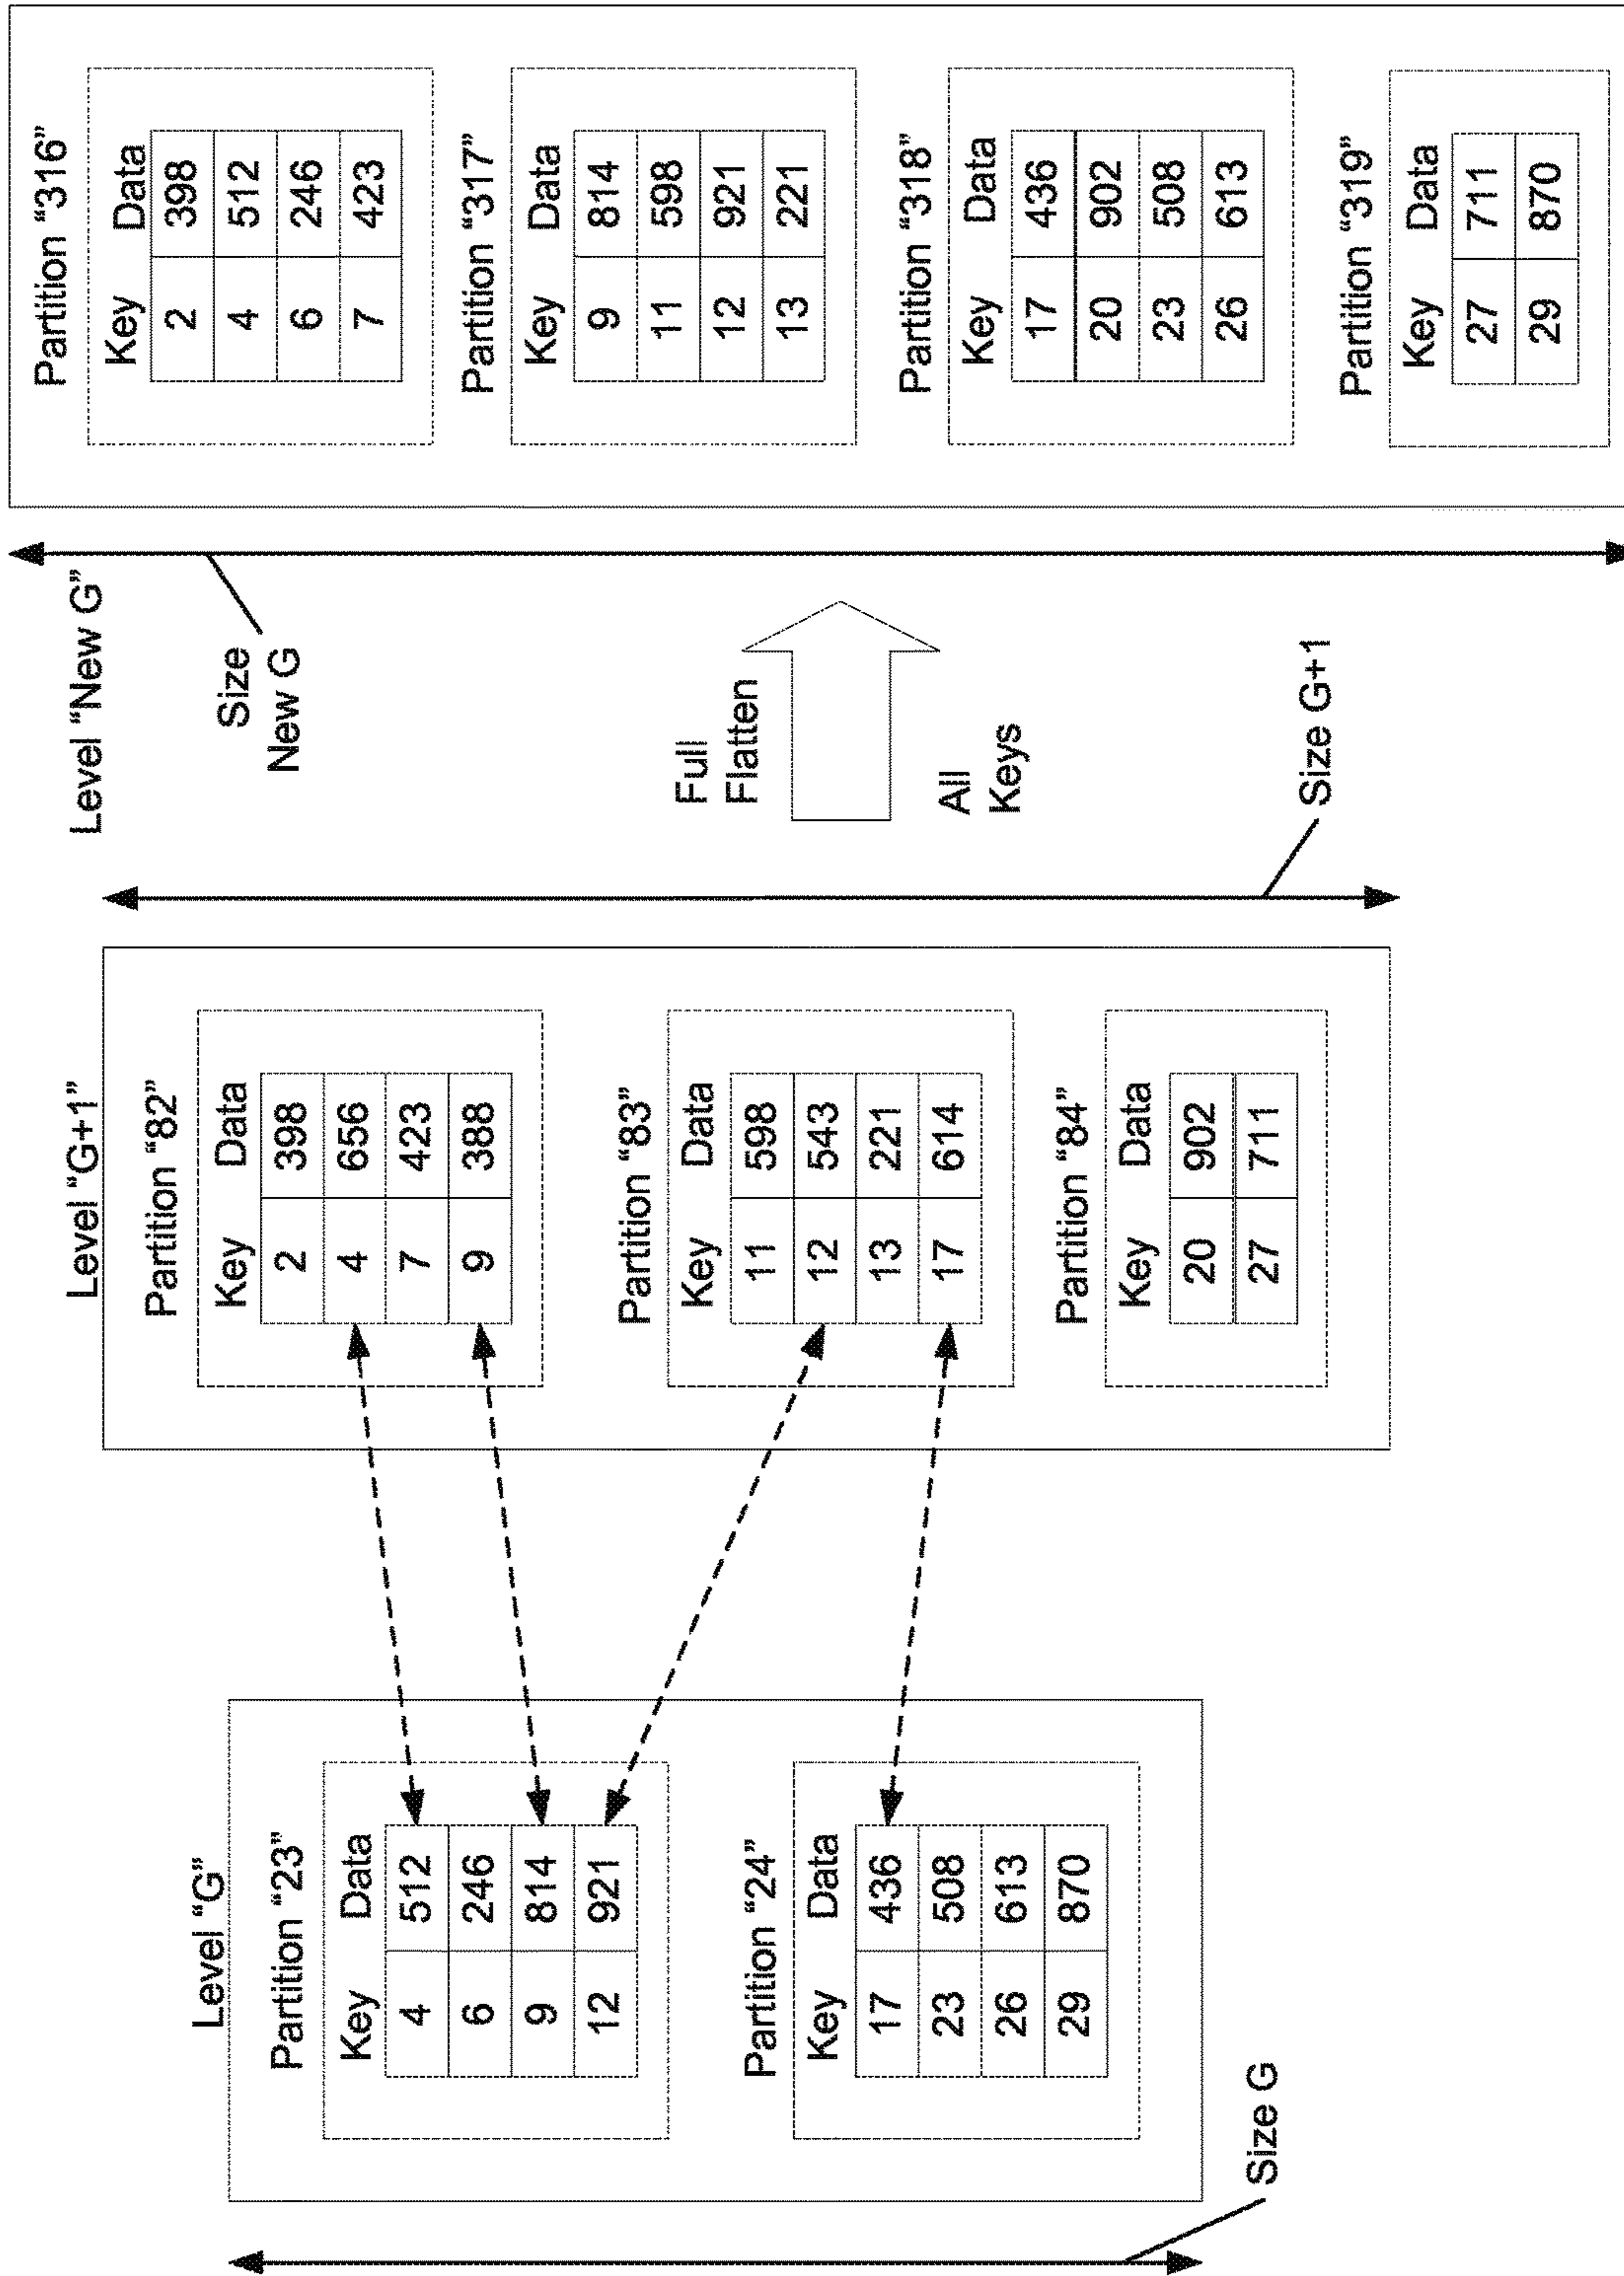 Level “G”
Partition “23”
Key Data
4 512
6 246
9 814
12 921
Partition “24”
Key Data
17 436
23 508
26 613
29 870
Size G
Level “G+1”
Partition “82”
Key Data
2 398
4 656
7 423
9 388
Partition “83”
Key Data
11 598
12 543
13 221
17 614
Partition “84”
Key Data
20 902
27 711
Size G+1
Full
Flatten
All
Keys
Level “New G”
Size
New G
Partition “316”
Key Data
2 398
4 512
6 246
7 423
Partition “317”
Key Data
9 814
11 598
12 921
13 221
Partition “318”
Key Data
17 436
20 902
23 508
26 613
Partition “319”
Key Data
27 711
29 870